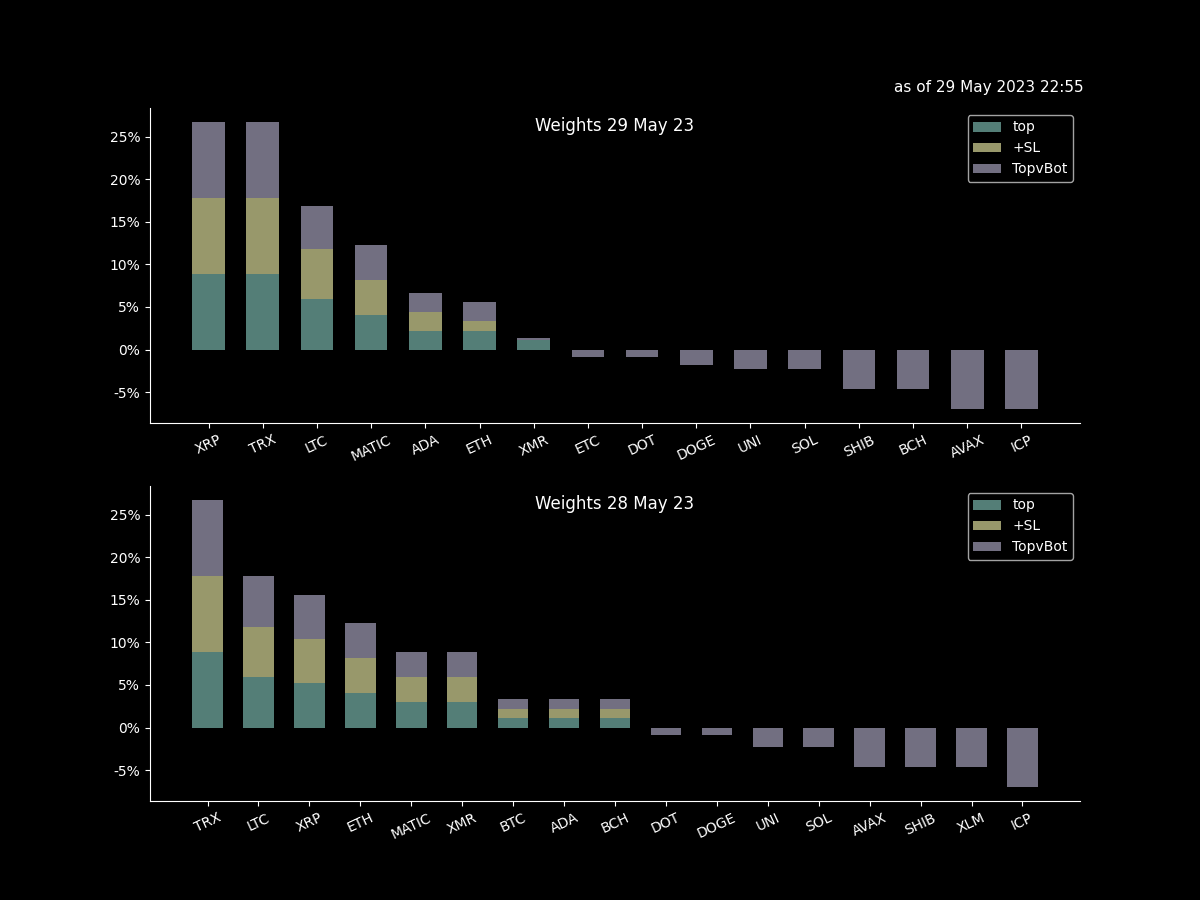 as of 29 May 2023 22:55
Weights 29 May 23
top
+SL
TopvBot
25%
20%
15%
10%
5%
0%
-5%
XRP TRX LTC MATIC ADA ETH XMR ETC DOT DOGE UNI SOL SHIB BCH AVAX ICP
Weights 28 May 23
top
+SL
TopvBot
25%
20%
15%
10%
5%
0%
-5%
TRX LTC XRP ETH MATIC XMR BTC ADA BCH DOT DOGE UNI SOL AVAX SHIB XLM ICP